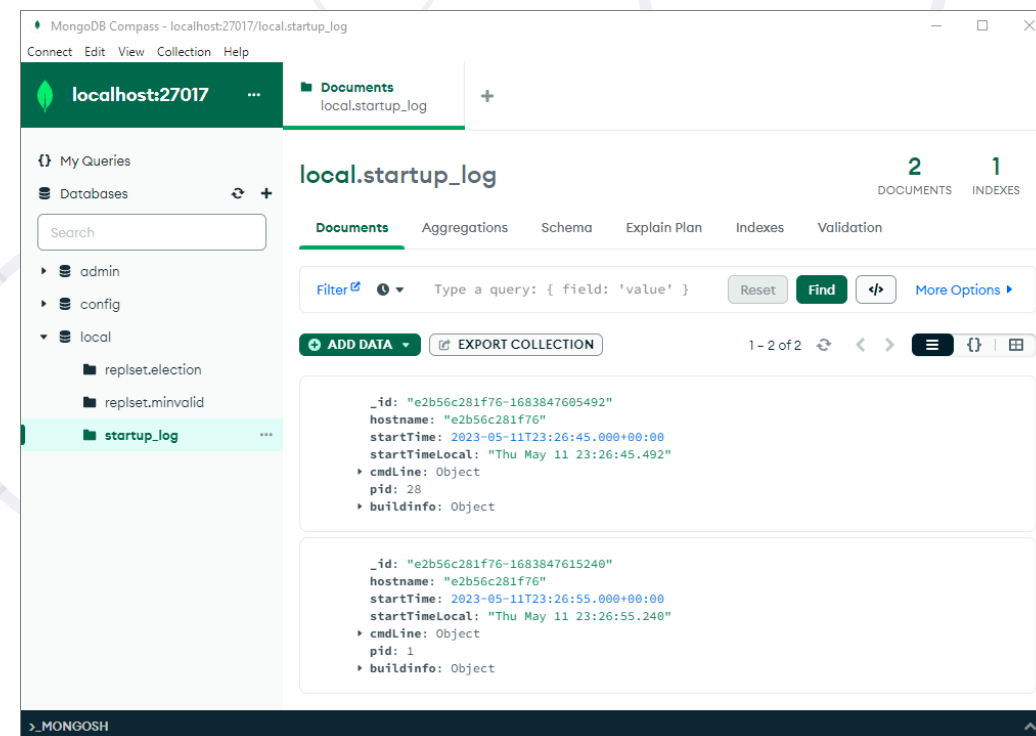 MongoDB Compass - localhost:27017/local.startup_log
Connect Edit View Collection Help
localhost:27017 ...
Documents
local.startup_log
+
{} My Queries
Databases
+
Search
admin
config
local
replset.election
replset.minvalid
startup_log ...
local.startup_log
2
DOCUMENTS
1
INDEXES
Documents Aggregations Schema Explain Plan Indexes Validation
Filter Type a query: { field: 'value' } Reset Find </> More Options
ADD DATA EXPORT COLLECTION 1 – 2 of 2 < > {}
_id: "e2b56c281f76-1683847605492"
hostname: "e2b56c281f76"
startTime: 2023-05-11T23:26:45.000+00:00
startTimeLocal: "Thu May 11 23:26:45.492"
cmdLine: Object
pid: 28
buildinfo: Object
_id: "e2b56c281f76-1683847615240"
hostname: "e2b56c281f76"
startTime: 2023-05-11T23:26:55.000+00:00
startTimeLocal: "Thu May 11 23:26:55.240"
cmdLine: Object
pid: 1
buildinfo: Object
>_MONGOSH